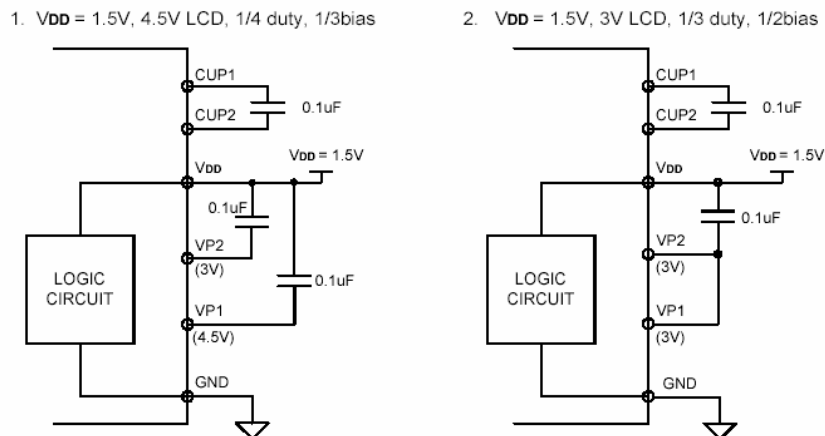 1. VDD = 1.5V, 4.5V LCD, 1/4 duty, 1/3bias
CUP1
CUP2
0.1uF
VDD
VDD = 1.5V
0.1uF
VP2
(3V)
0.1uF
LOGIC
CIRCUIT
VP1
(4.5V)
GND
2. VDD = 1.5V, 3V LCD, 1/3 duty, 1/2bias
CUP1
CUP2
0.1uF
VDD
VDD = 1.5V
0.1uF
VP2
(3V)
LOGIC
CIRCUIT
VP1
(3V)
GND